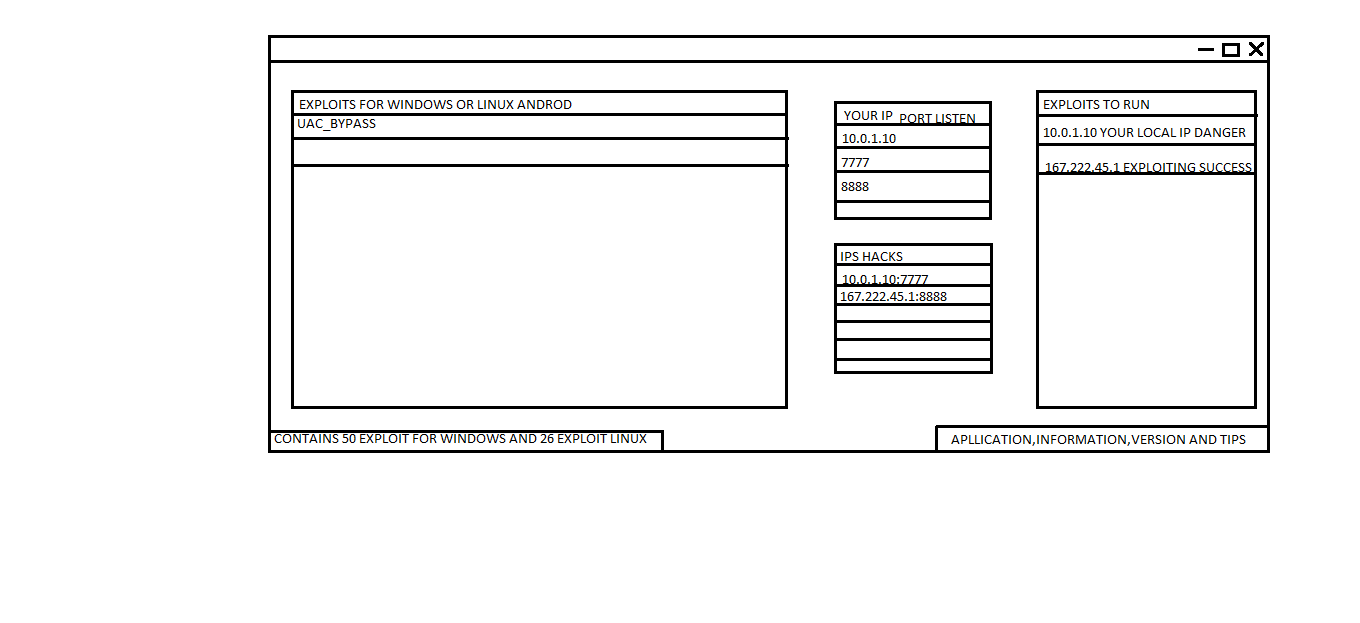 EXPLOITS FOR WINDOWS OR LINUX ANDROD
UAC_BYPASS
YOUR IP PORT LISTEN
10.0.1.10
7777
8888
IPS HACKS
10.0.1.10:7777
167.222.45.1:8888
EXPLOITS TO RUN
10.0.1.10 YOUR LOCAL IP DANGER
167.222.45.1 EXPLOITING SUCCESS
CONTAINS 50 EXPLOIT FOR WINDOWS AND 26 EXPLOIT LINUX
APLLICATION,INFORMATION,VERSION AND TIPS